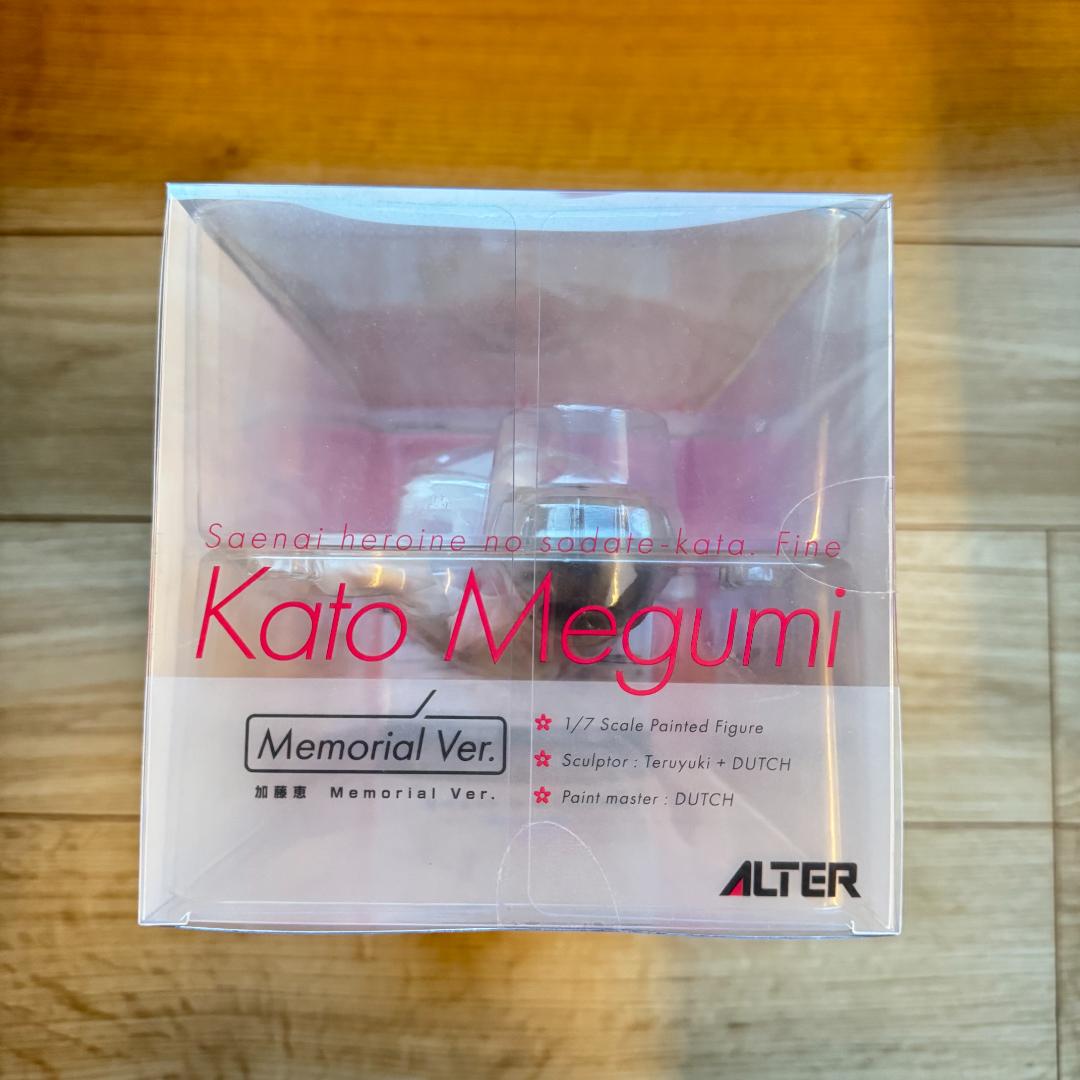 Saenai heroine no sodate-kata. Fine
Kato Megumi
Memorial Ver.
加藤恵 Memorial Ver.
1/7 Scale Painted Figure
Sculptor : Teruyuki + DUTCH
Paint master : DUTCH
ALTER